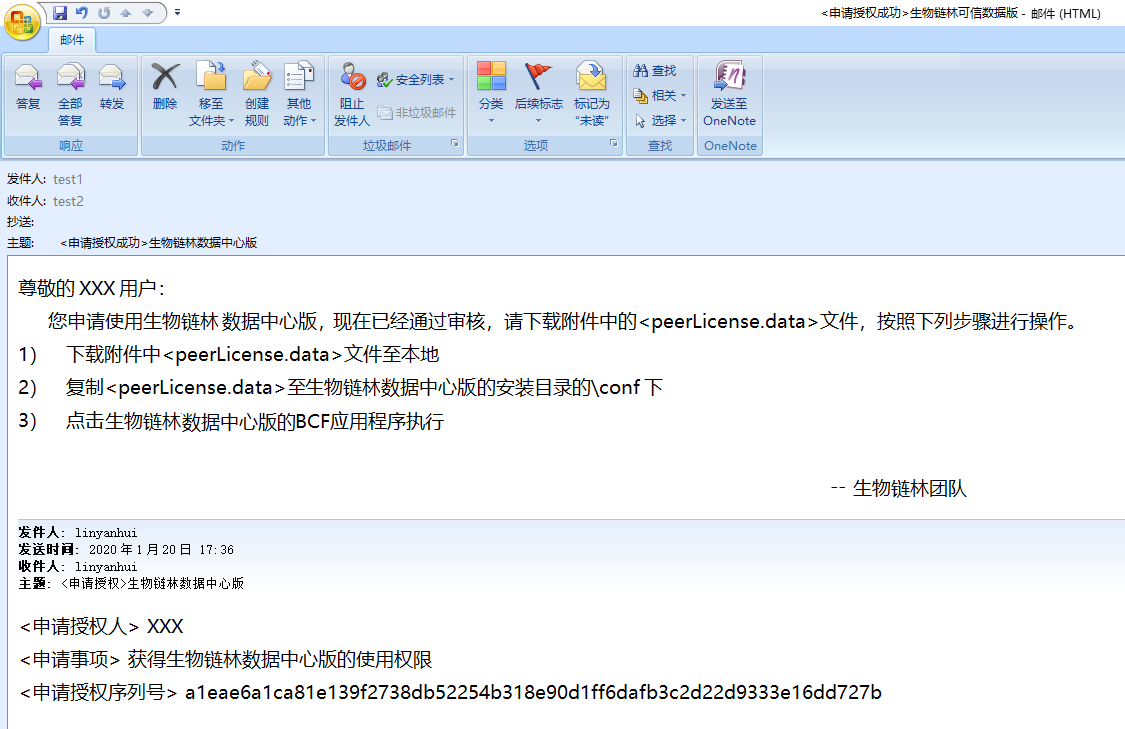 <申请授权成功>生物链林可信数据版 - 邮件 (HTML)
邮件
答复 全部答复 转发 删除 移至文件夹 创建规则 其他动作 阻止发件人 安全列表 非垃圾邮件 分类 后续标志 标记为"未读" 查找 相关 选择 发送至 OneNote
响应 动作 垃圾邮件 选项 查找 OneNote
发件人: test1
收件人: test2
抄送:
主题: <申请授权成功>生物链林数据中心版
尊敬的 XXX 用户：
您申请使用生物链林 数据中心版，现在已经通过审核，请下载附件中的<peerLicense.data>文件，按照下列步骤进行操作。
1） 下载附件中<peerLicense.data>文件至本地
2） 复制<peerLicense.data>至生物链林数据中心版的安装目录的\conf 下
3） 点击生物链林数据中心版的BCF应用程序执行
-- 生物链林团队
发件人: linyanhui
发送时间: 2020 年 1 月 20 日 17:36
收件人: linyanhui
主题: <申请授权>生物链林数据中心版
<申请授权人> XXX
<申请事项> 获得生物链林数据中心版的使用权限
<申请授权序列号> a1eae6a1ca81e139f2738db52254b318e90d1ff6dafb3c2d22d9333e16dd727b